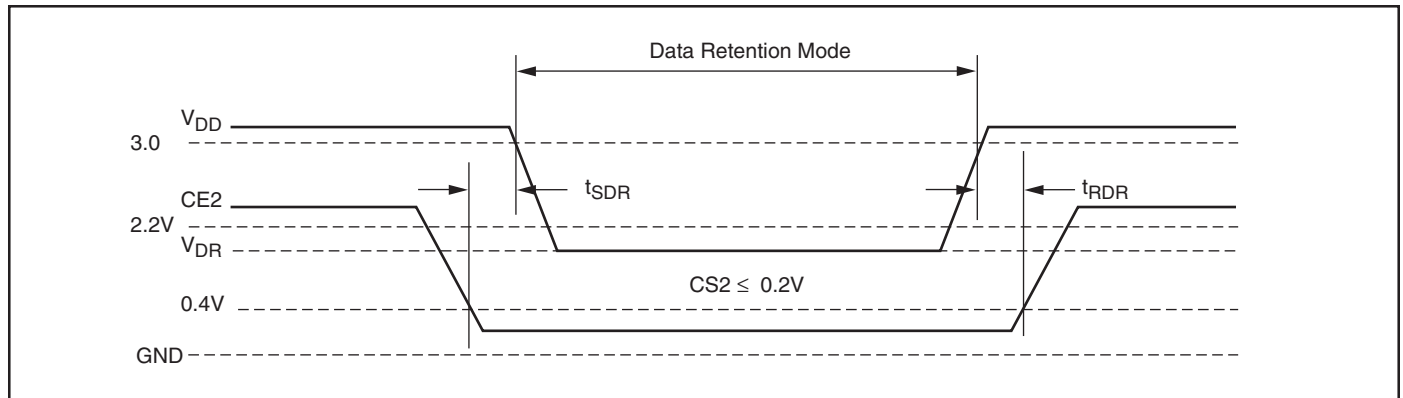 Data Retention Mode
VDD
3.0
tSDR
tRDR
CE2
2.2V
VDR
CS2 ≤ 0.2V
0.4V
GND